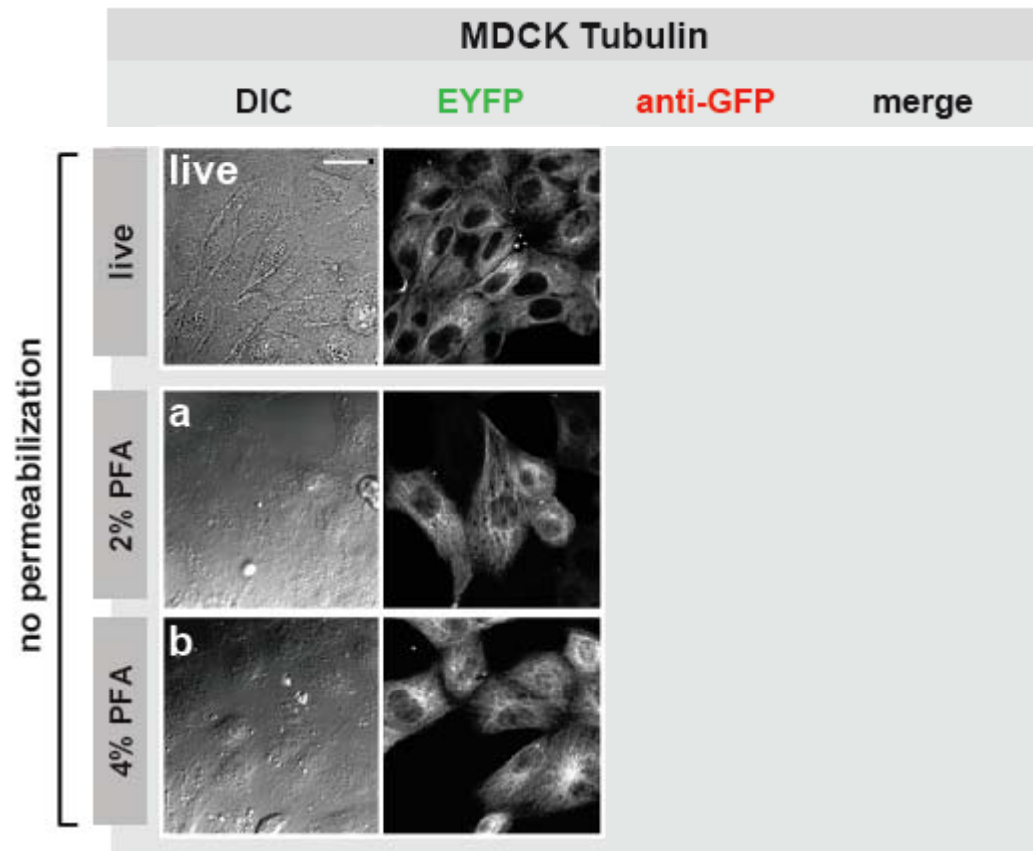 MDCK Tubulin
DIC EYFP anti-GFP merge
no permeabilization
live
live
2% PFA
a
4% PFA
b